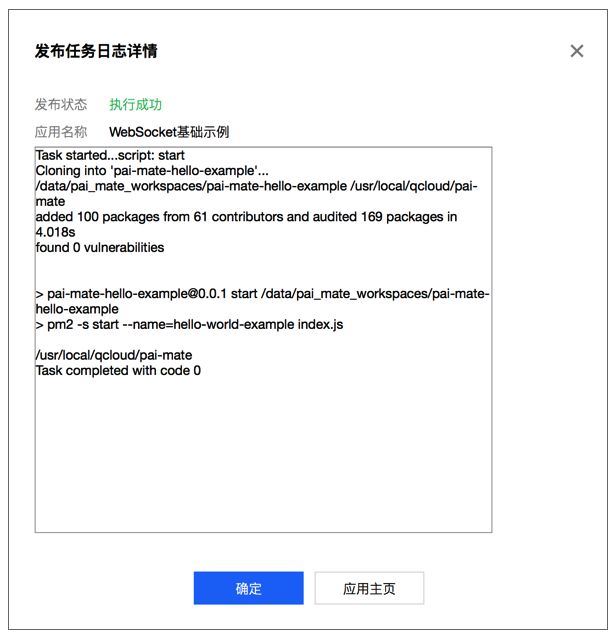 发布任务日志详情
发布状态 执行成功
应用名称 WebSocket基础示例
Task started...script: start
Cloning into 'pai-mate-hello-example'...
/data/pai_mate_workspaces/pai-mate-hello-example /usr/local/qcloud/pai-
mate
added 100 packages from 61 contributors and audited 169 packages in
4.018s
found 0 vulnerabilities
> pai-mate-hello-example@0.0.1 start /data/pai_mate_workspaces/pai-mate-
hello-example
> pm2 -s start --name=hello-world-example index.js
/usr/local/qcloud/pai-mate
Task completed with code 0
确定 应用主页